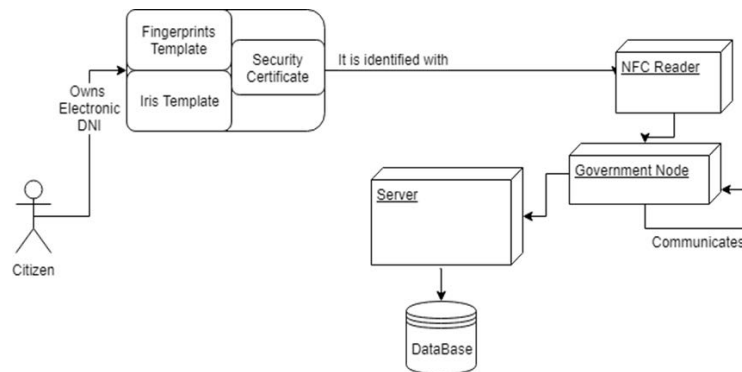 Fingerprints
Template
Security
Certificate
Iris Template
It is identified with
NFC Reader
Owns
Electronic
DNI
Government Node
Server
Communicates
Citizen
DataBase